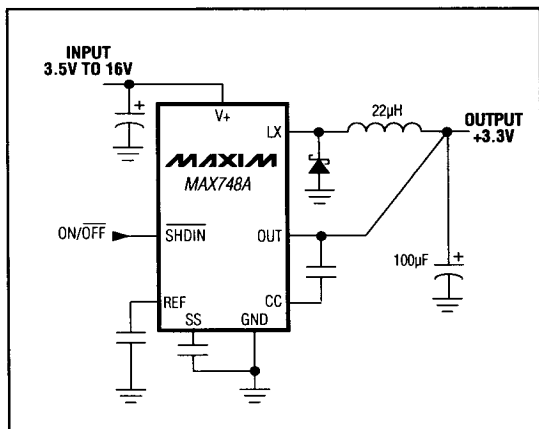 INPUT
3.5V TO 16V
V+
LX
22µH
OUTPUT
+3.3V
MAXIM
MAX748A
ON/OFF
SHDIN
OUT
100µF
+
+
REF
CC
SS
GND